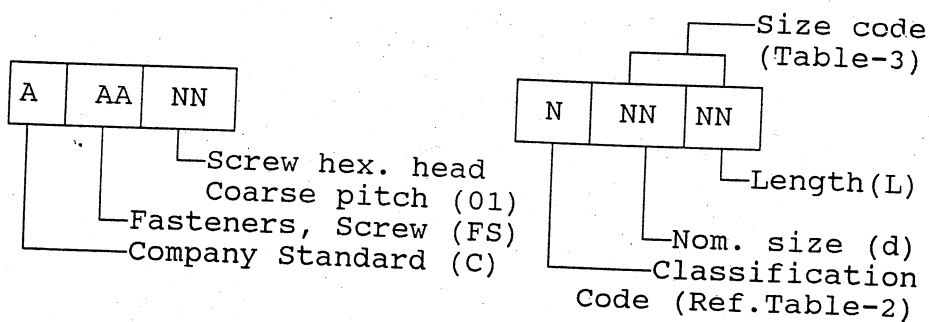 Size code
(Table-3)
A AA NN
N NN NN
Screw hex. head
Coarse pitch (01)
Fasteners, Screw (FS)
Company Standard (C)
Length(L)
Nom. size (d)
Classification
Code (Ref.Table-2)